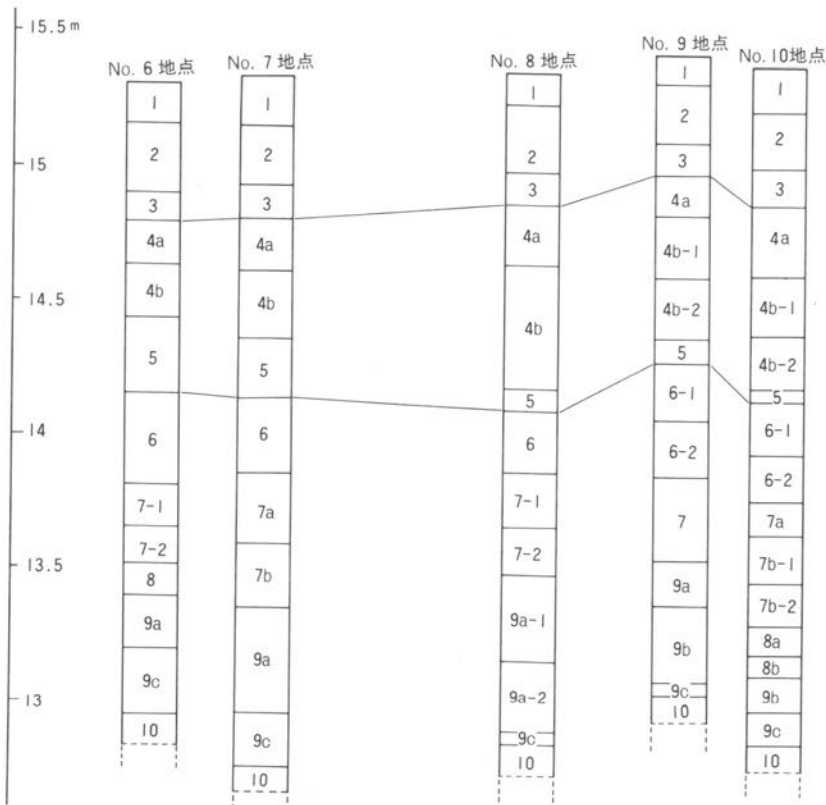 15.5m
15
14.5
14
13.5
13
No. 6 地点
1
2
3
4a
4b
5
6
7-1
7-2
8
9a
9c
10
No. 7 地点
1
2
3
4a
4b
5
6
7a
7b
9a
9c
10
No. 8 地点
1
2
3
4a
4b
5
6
7-1
7-2
9a-1
9a-2
9c
10
No. 9 地点
1
2
3
4a
4b-1
4b-2
5
6-1
6-2
7
9a
9b
9c
10
No. 10地点
1
2
3
4a
4b-1
4b-2
5
6-1
6-2
7a
7b-1
7b-2
8a
8b
9b
9c
10